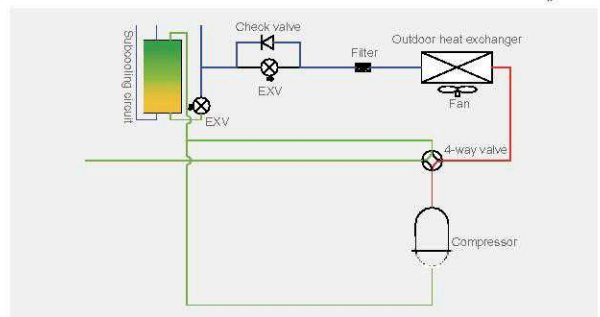 Check valve
Outdoor heat exchanger
Filter
Subcooling circuit
EXV
Fan
EXV
4-way valve
Compressor